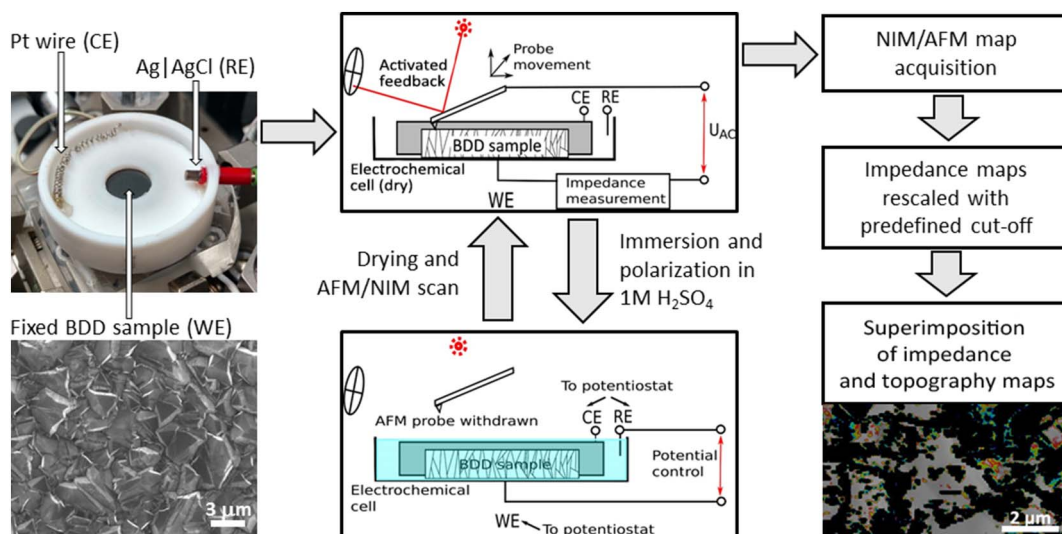 Pt wire (CE)
Ag|AgCl (RE)
Fixed BDD sample (WE)
3 µm
Activated
feedback
Probe
movement
CE RE
U_AC
BDD sample
Electrochemical
cell (dry)
WE
Impedance
measurement
Drying and
AFM/NIM scan
Immersion and
polarization in
1M H₂SO₄
To potentiostat
AFM probe withdrawn
CE RE
BDD sample
Potential
control
Electrochemical
cell
WE
To potentiostat
NIM/AFM map
acquisition
Impedance maps
rescaled with
predefined cut-off
Superimposition
of impedance
and topography maps
2 µm